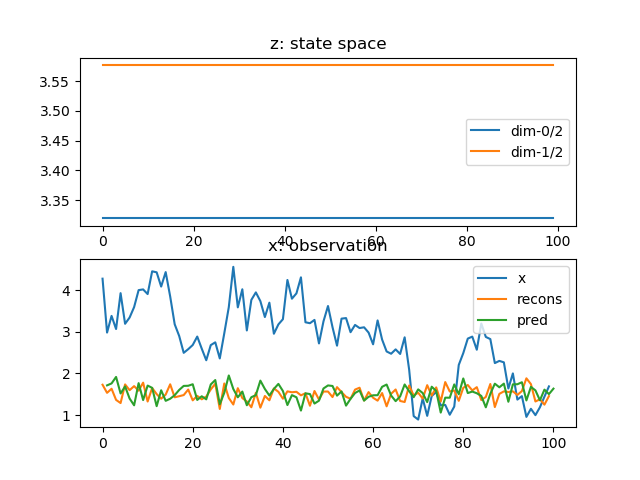 z: state space
3.55
3.50
3.45
3.40
3.35
dim-0/2
dim-1/2
0 20 40 60 80 100
x: observation
4
3
2
1
x
recons
pred
0 20 40 60 80 100